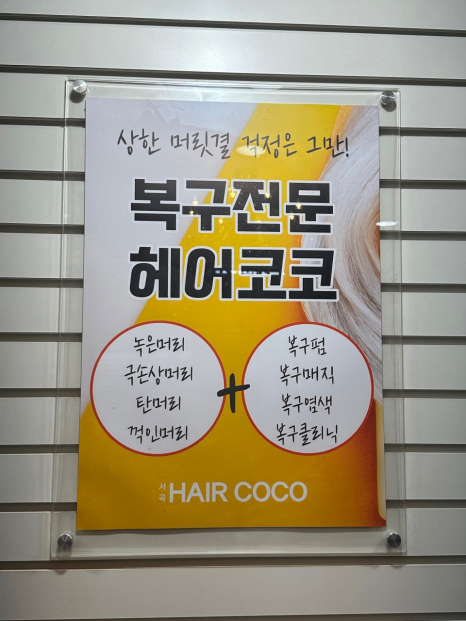 상한 머릿결 걱정은 그만!
복구전문
헤어코코
녹은머리
극손상머리
탄머리
꺽인머리
+
복구펌
복구매직
복구염색
복구클리닉
서곡 HAIR COCO